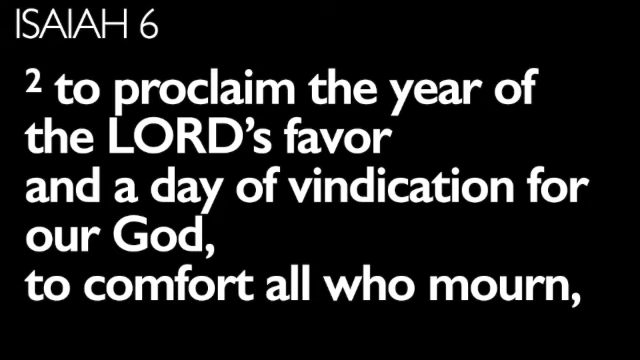 ISAIAH 6
2 to proclaim the year of
the LORD's favor
and a day of vindication for
our God,
to comfort all who mourn,